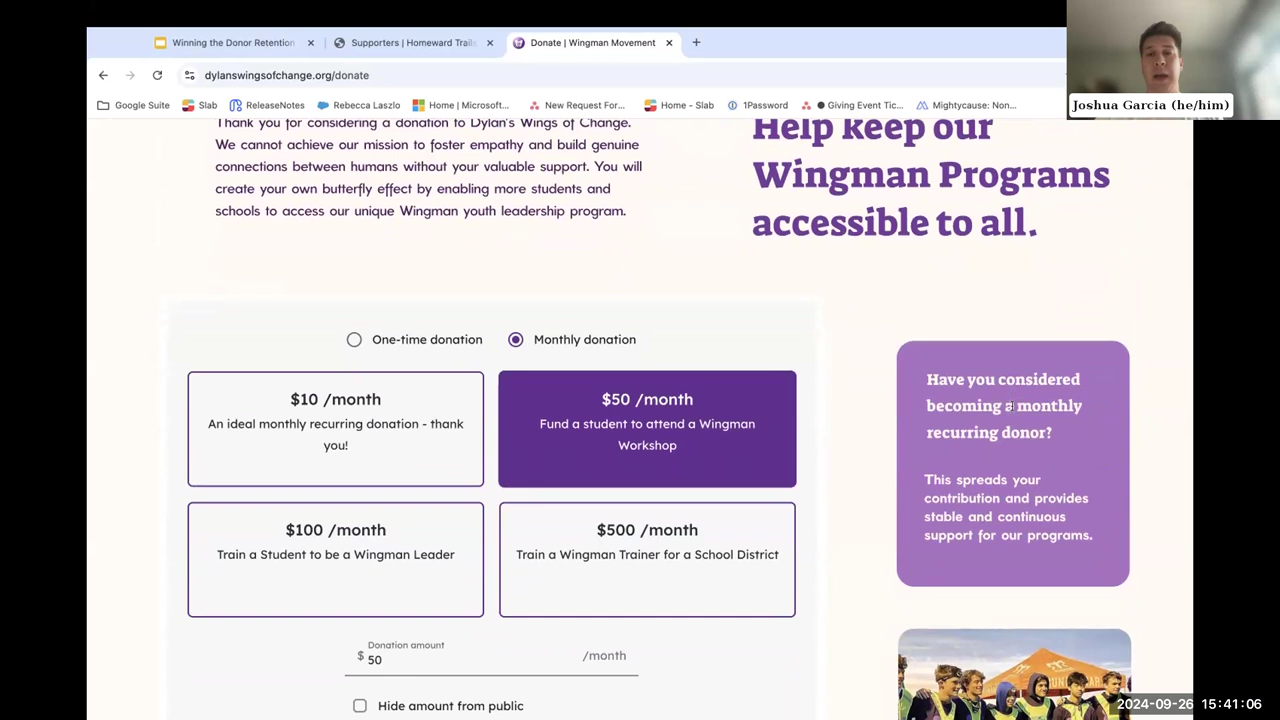 Winning the Donor Retention
Supporters | Homeward Trails
Donate | Wingman Movement
dylanswingsofchange.org/donate
Google Suite
Slab
ReleaseNotes
Rebecca Laszlo
Home | Microsoft...
New Request For...
Home - Slab
1Password
Giving Event Tic...
Mightycause: Non...
Joshua Garcia (he/him)
Thank you for considering a donation to Dylan's Wings of Change.
We cannot achieve our mission to foster empathy and build genuine
connections between humans without your valuable support. You will
create your own butterfly effect by enabling more students and
schools to access our unique Wingman youth leadership program.
Help keep our
Wingman Programs
accessible to all.
One-time donation
Monthly donation
$10 /month
An ideal monthly recurring donation - thank
you!
$50 /month
Fund a student to attend a Wingman
Workshop
$100 /month
Train a Student to be a Wingman Leader
$500 /month
Train a Wingman Trainer for a School District
Donation amount
$ 50 /month
Hide amount from public
Have you considered
becoming a monthly
recurring donor?
This spreads your
contribution and provides
stable and continuous
support for our programs.
2024-09-26 15:41:06